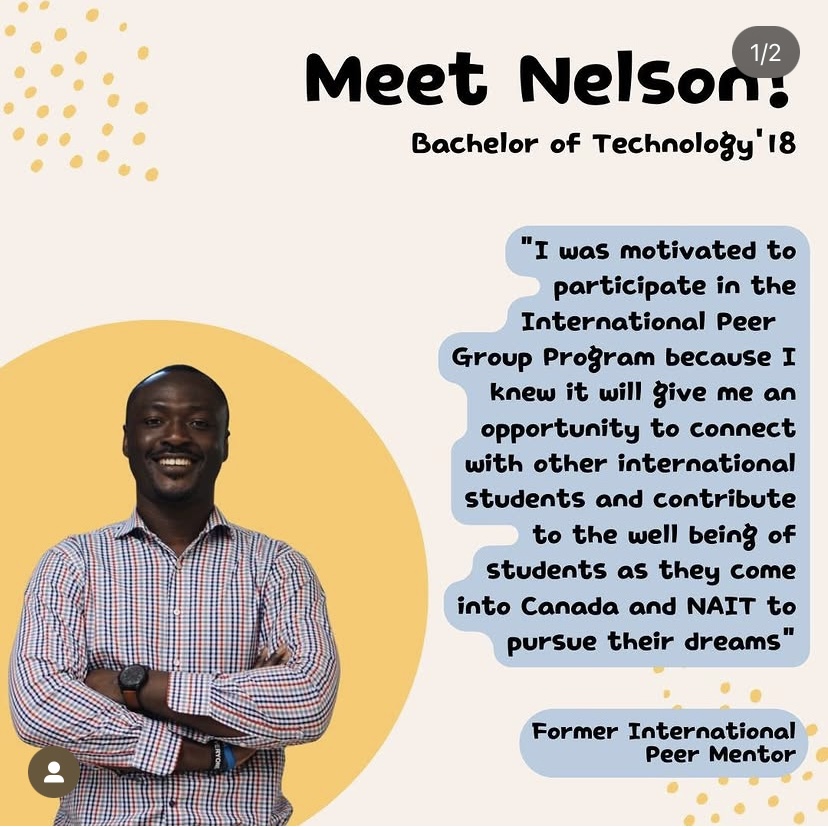 1/2
Meet Nelson!
Bachelor of Technology'18
"I was motivated to
participate in the
International Peer
Group Program because I
knew it will give me an
opportunity to connect
with other international
students and contribute
to the well being of
students as they come
into Canada and NAIT to
pursue their dreams"
Former International
Peer Mentor